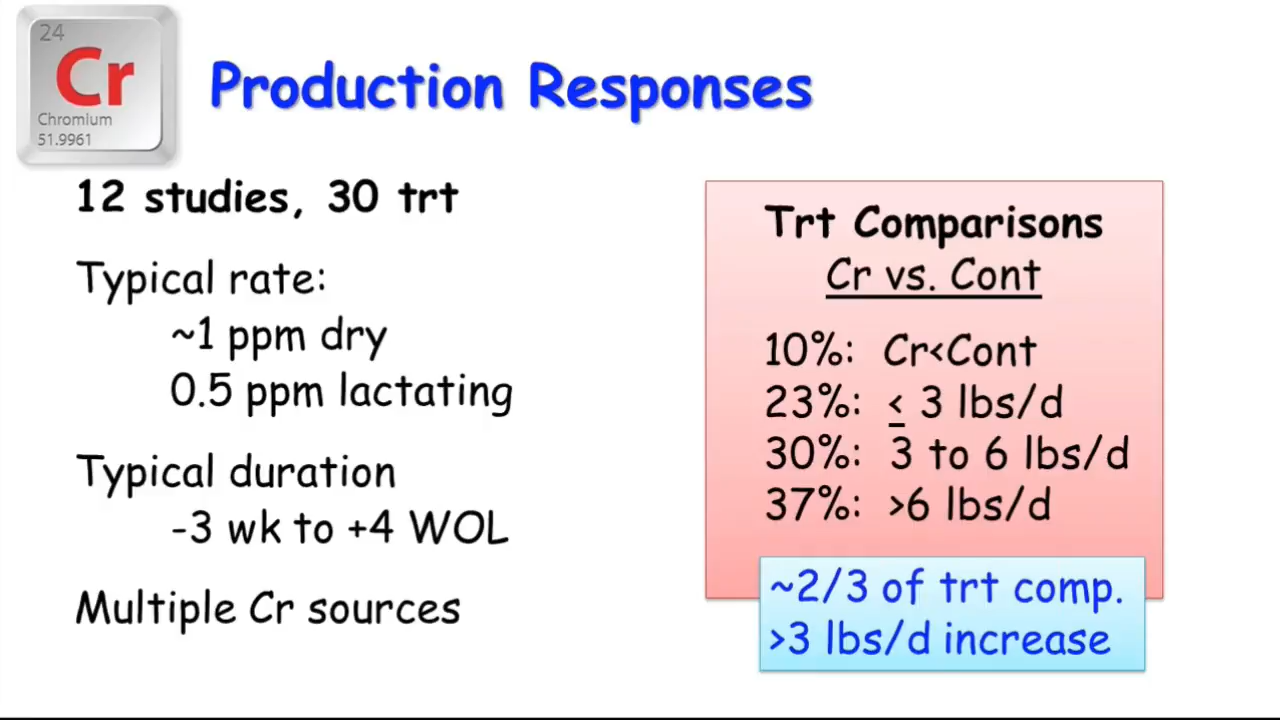 24
Cr
Chromium
51.9961
Production Responses
12 studies, 30 trt
Typical rate:
~1 ppm dry
0.5 ppm lactating
Typical duration
-3 wk to +4 WOL
Multiple Cr sources
Trt Comparisons
Cr vs. Cont
10%: Cr<Cont
23%: < 3 lbs/d
30%: 3 to 6 lbs/d
37%: >6 lbs/d
~2/3 of trt comp.
>3 lbs/d increase